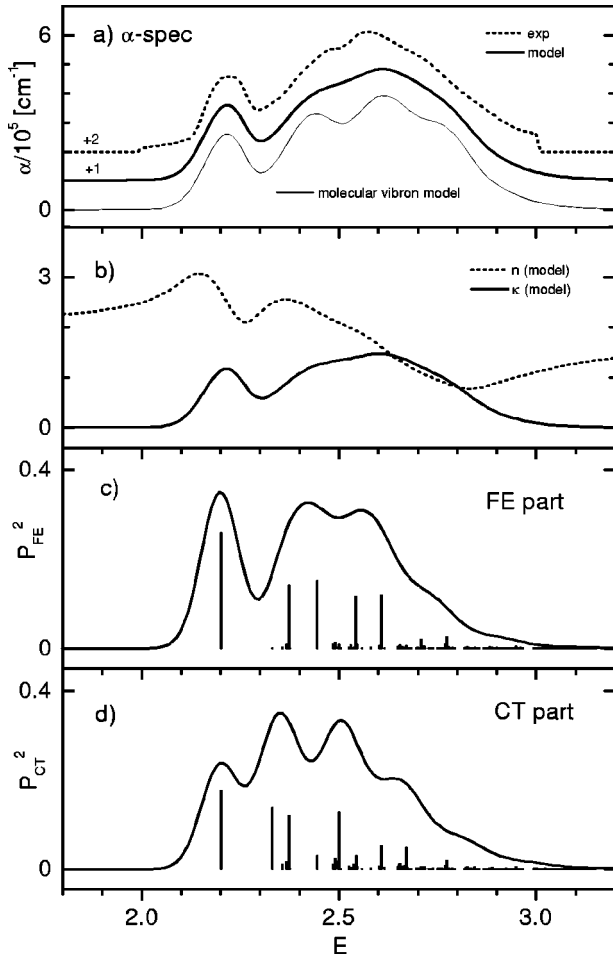 a) α-spec
exp
model
α/10⁵ [cm⁻¹]
6
+2
+1
molecular vibron model
0
b)
n (model)
κ (model)
3
0
c)
FE part
P_FE²
0.4
0
d)
CT part
P_CT²
0.4
0
2.0 2.5 3.0
E